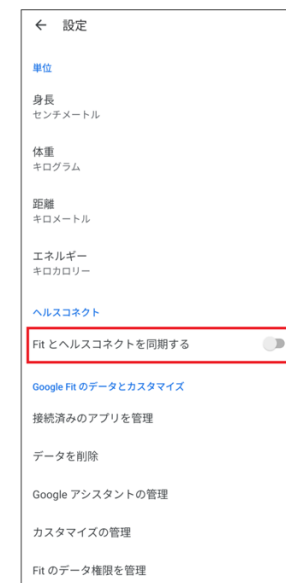 ← 設定
単位
身長
センチメートル
体重
キログラム
距離
キロメートル
エネルギー
キロカロリー
ヘルスコネクト
Fit とヘルスコネクトを同期する
Google Fit のデータとカスタマイズ
接続済みのアプリを管理
データを削除
Google アシスタントの管理
カスタマイズの管理
Fit のデータ権限を管理